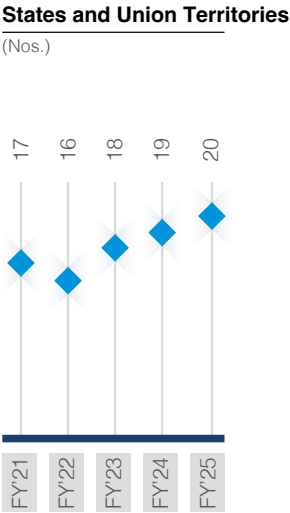 States and Union Territories
(Nos.)
17 16 18 19 20
FY'21 FY'22 FY'23 FY'24 FY'25